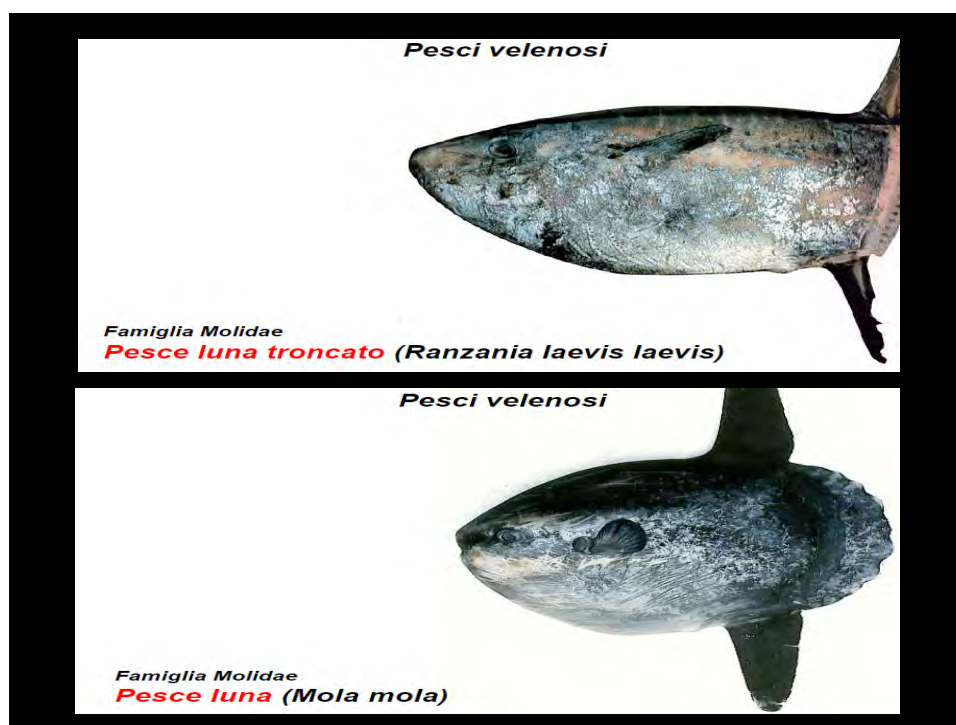 Pesci velenosi
Famiglia Molidae
Pesce luna troncato (Ranzania laevis laevis)
Pesci velenosi
Famiglia Molidae
Pesce luna (Mola mola)